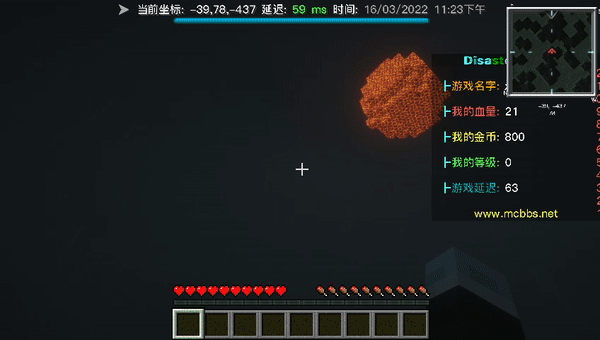 当前坐标: -39,78,-437 延迟: 59 ms 时间: 16/03/2022 11:23下午
Disast
游戏名字:
我的血量: 21
我的金币: 800
我的等级: 0
游戏延迟: 63
www.mcbbs.net